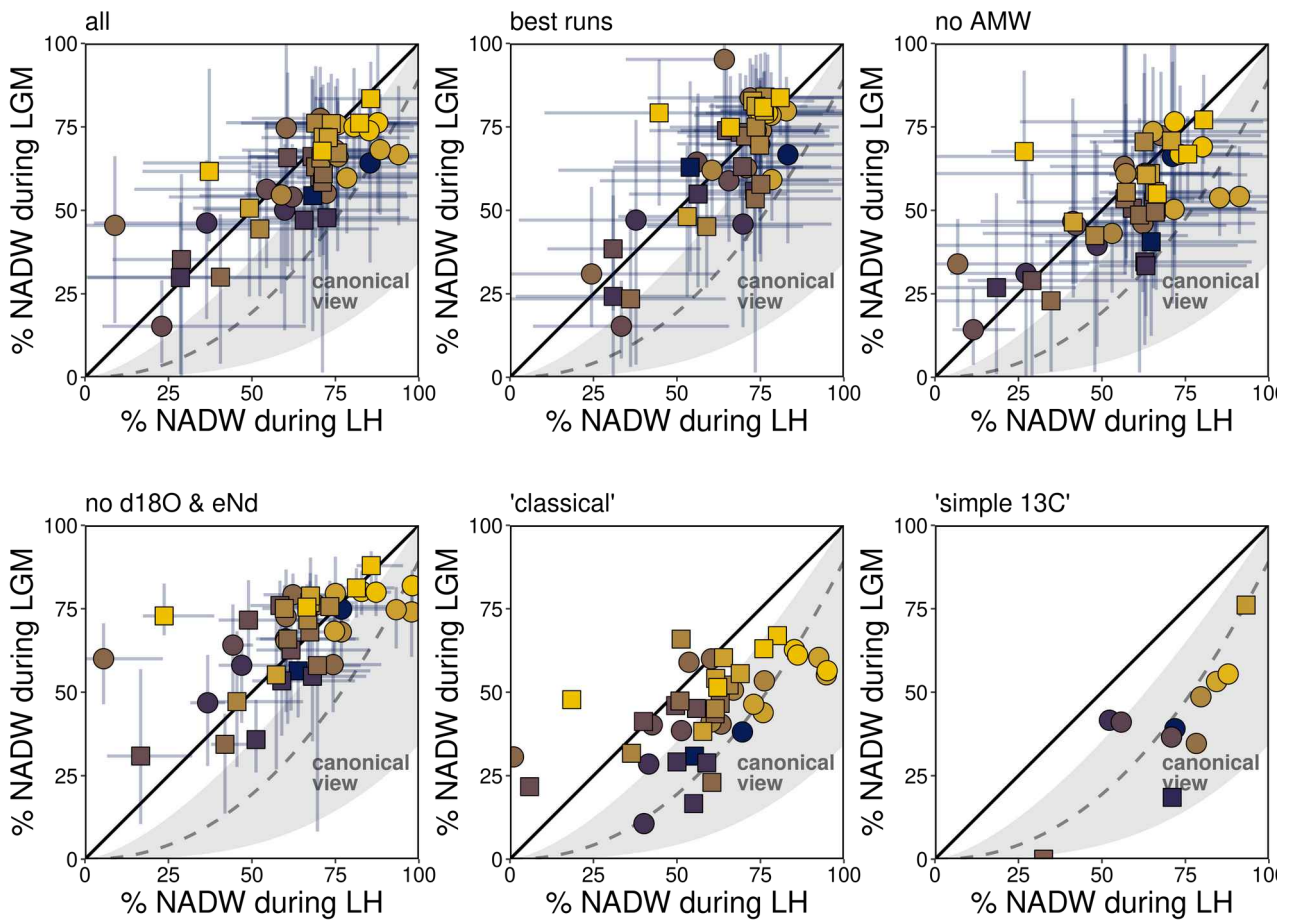 all
100
75
50
25
0
% NADW during LGM
canonical
view
0 25 50 75 100
% NADW during LH
best runs
100
75
50
25
0
% NADW during LGM
canonical
view
0 25 50 75 100
% NADW during LH
no AMW
100
75
50
25
0
% NADW during LGM
canonical
view
0 25 50 75 10
% NADW during LH
no d18O & eNd
100
75
50
25
0
% NADW during LGM
canonical
view
0 25 50 75 100
% NADW during LH
'classical'
100
75
50
25
0
% NADW during LGM
canonical
view
0 25 50 75 100
% NADW during LH
'simple 13C'
100
75
50
25
0
% NADW during LGM
canonical
view
0 25 50 75 100
% NADW during LH